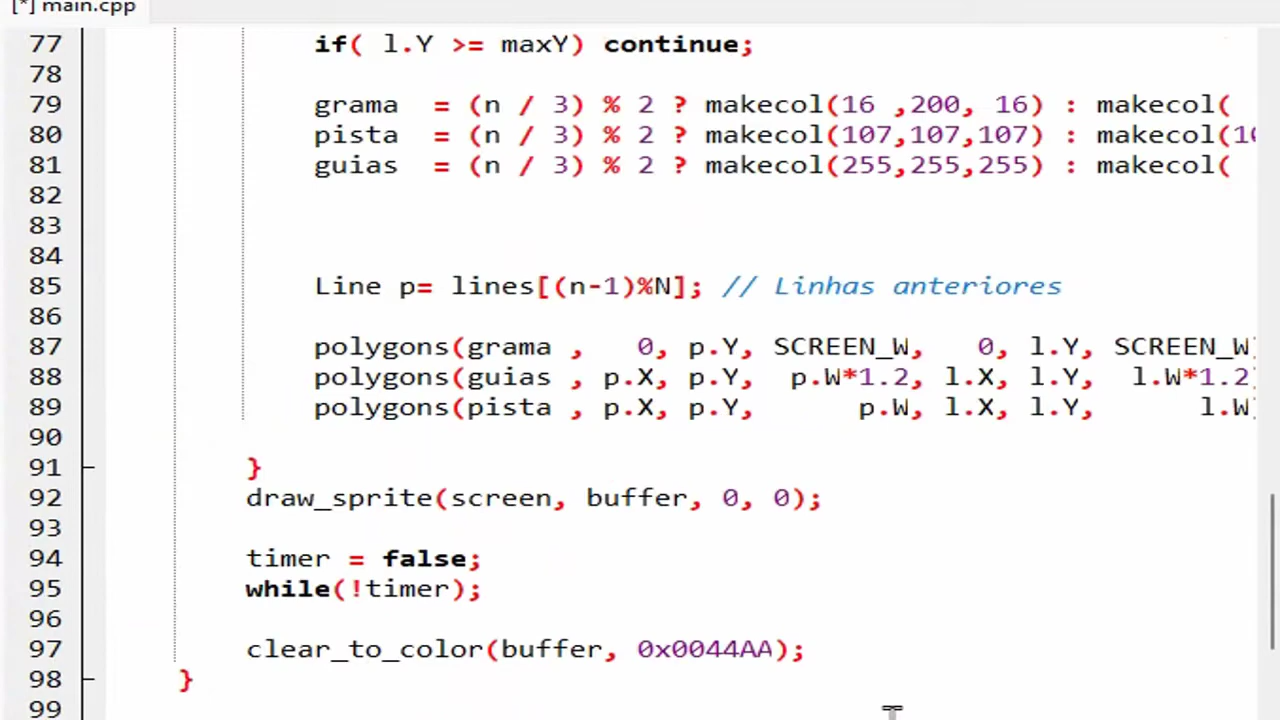 [*] main.cpp
77 if( l.Y >= maxY) continue;
78
79 grama = (n / 3) % 2 ? makecol(16 ,200, 16) : makecol(
80 pista = (n / 3) % 2 ? makecol(107,107,107) : makecol(10
81 guias = (n / 3) % 2 ? makecol(255,255,255) : makecol(
82
83
84
85 Line p= lines[(n-1)%N]; // Linhas anteriores
86
87 polygons(grama , 0, p.Y, SCREEN_W, 0, l.Y, SCREEN_W)
88 polygons(guias , p.X, p.Y, p.W*1.2, l.X, l.Y, l.W*1.2)
89 polygons(pista , p.X, p.Y, p.W, l.X, l.Y, l.W)
90
91 }
92 draw_sprite(screen, buffer, 0, 0);
93
94 timer = false;
95 while(!timer);
96
97 clear_to_color(buffer, 0x0044AA);
98 }
99